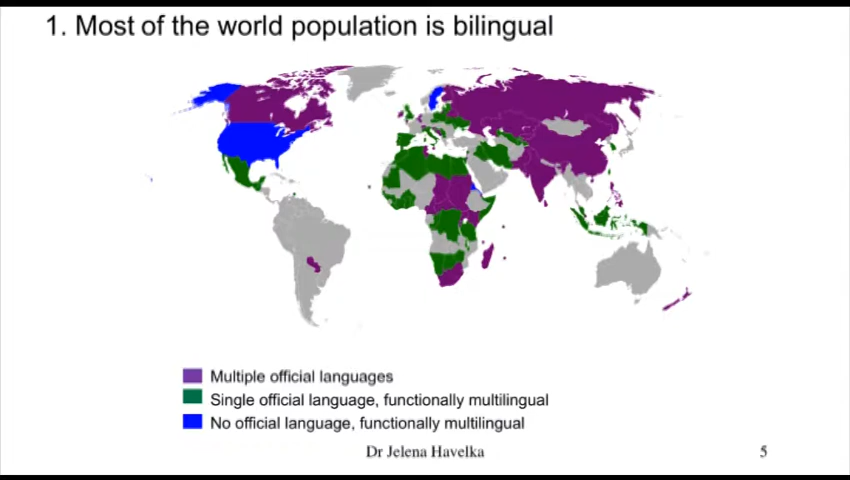 1. Most of the world population is bilingual
Multiple official languages
Single official language, functionally multilingual
No official language, functionally multilingual
Dr Jelena Havelka
5